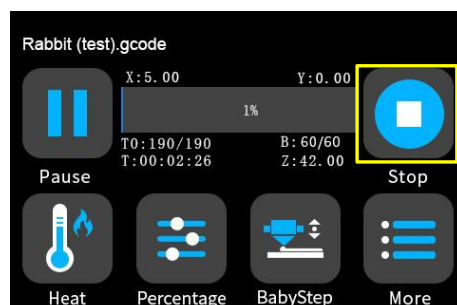 Rabbit (test).gcode
X:5.00 Y:0.00
1%
T0:190/190 B:60/60
T:00:02:26 Z:42.00
Pause Stop
Heat Percentage BabyStep More